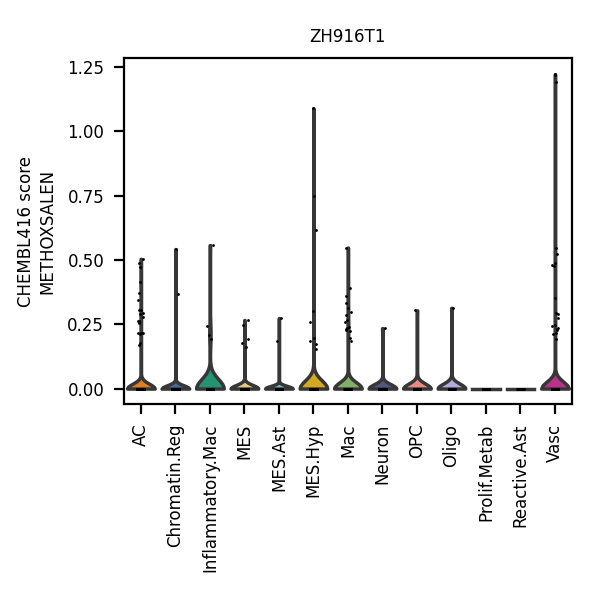 ZH916T1
CHEMBL416 score
METHOXSALEN
1.25
1.00
0.75
0.50
0.25
0.00
AC
Chromatin.Reg
Inflammatory.Mac
MES
MES.Ast
MES.Hyp
Mac
Neuron
OPC
Oligo
Prolif.Metab
Reactive.Ast
Vasc